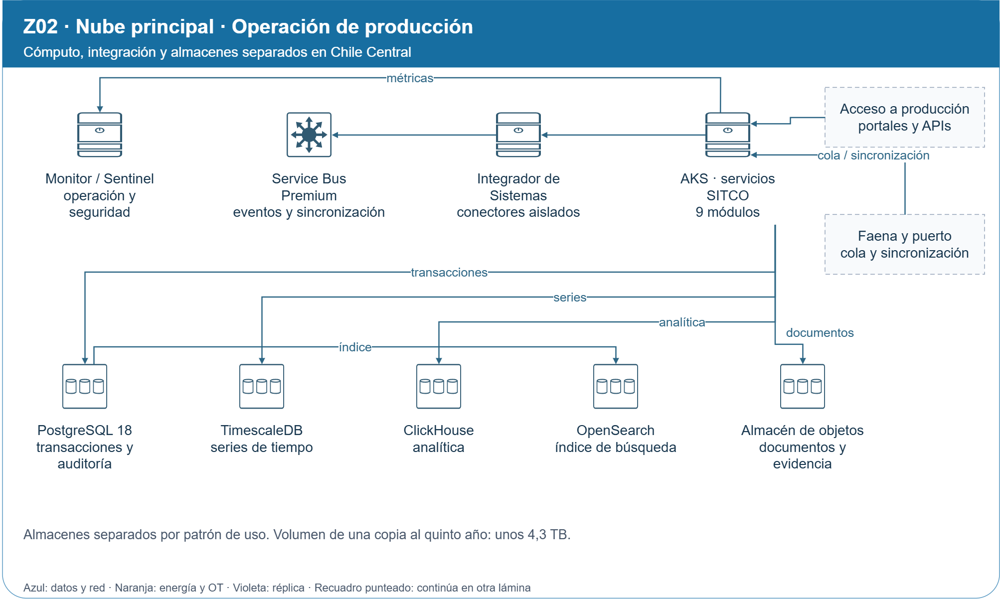 Z02 · Nube principal · Operación de producción
Cómputo, integración y almacenes separados en Chile Central
métricas
Acceso a producción
portales y APIs
cola / sincronización
Monitor / Sentinel
operación y
seguridad
Service Bus
Premium
eventos y sincronización
Integrador de
Sistemas
conectores aislados
AKS · servicios
SITCO
9 módulos
Faena y puerto
cola y sincronización
transacciones
series
analítica
documentos
índice
PostgreSQL 18
transacciones y
auditoría
TimescaleDB
series de tiempo
ClickHouse
analítica
OpenSearch
índice de búsqueda
Almacén de objetos
documentos y
evidencia
Almacenes separados por patrón de uso. Volumen de una copia al quinto año: unos 4,3 TB.
Azul: datos y red · Naranja: energía y OT · Violeta: réplica · Recuadro punteado: continúa en otra lámina